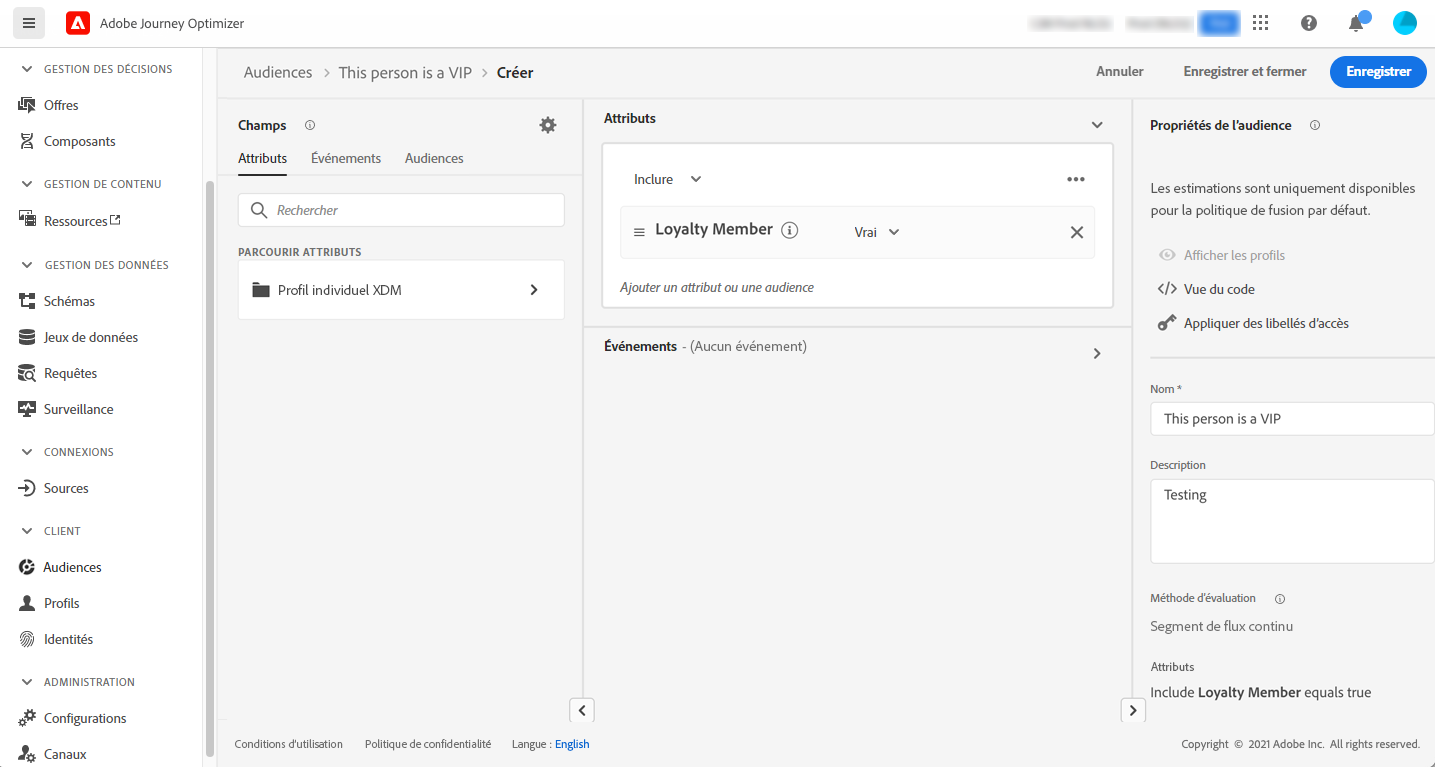 Adobe Journey Optimizer
GESTION DES DÉCISIONS
Offres
Composants
GESTION DE CONTENU
Ressources
GESTION DES DONNÉES
Schémas
Jeux de données
Requêtes
Surveillance
CONNEXIONS
Sources
CLIENT
Audiences
Profils
Identités
ADMINISTRATION
Configurations
Canaux
Audiences > This person is a VIP > Créer
Annuler
Enregistrer et fermer
Enregistrer
Champs
Attributs Événements Audiences
Rechercher
PARCOURIR ATTRIBUTS
Profil individuel XDM
Attributs
Inclure
Loyalty Member
Vrai
Ajouter un attribut ou une audience
Événements - (Aucun événement)
Propriétés de l'audience
Les estimations sont uniquement disponibles
pour la politique de fusion par défaut.
Afficher les profils
Vue du code
Appliquer des libellés d'accès
Nom *
This person is a VIP
Description
Testing
Méthode d'évaluation
Segment de flux continu
Attributs
Include Loyalty Member equals true
Conditions d'utilisation Politique de confidentialité Langue : English
Copyright © 2021 Adobe Inc. All rights reserved.